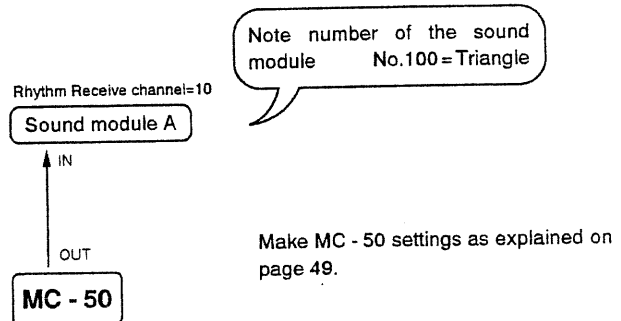 Note number of the sound
module No.100=Triangle
Rhythm Receive channel=10
Sound module A
IN
OUT
Make MC - 50 settings as explained on
page 49.
MC - 50